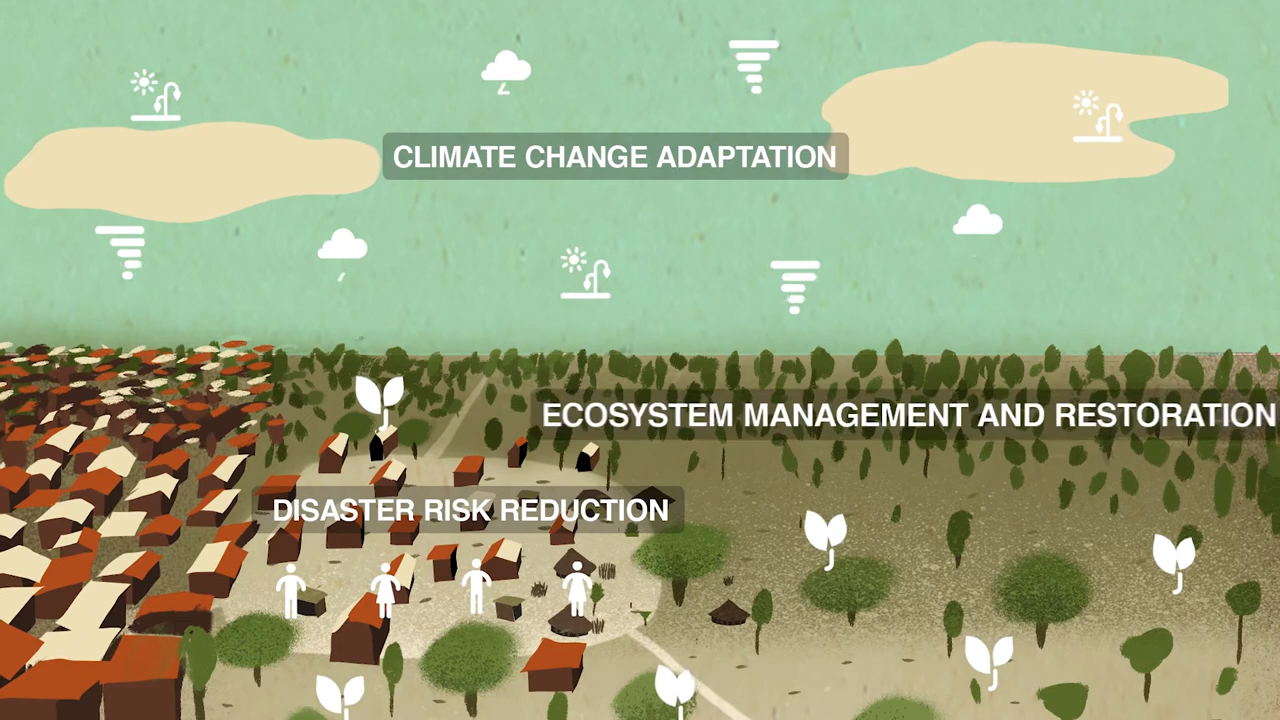 CLIMATE CHANGE ADAPTATION
ECOSYSTEM MANAGEMENT AND RESTORATION
DISASTER RISK REDUCTION